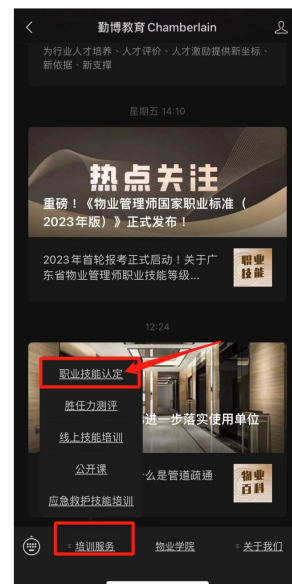 勤博教育 Chamberlain
为行业人才培养、人才评价、人才激励提供新坐标、
新依据、新支撑
星期五 14:10
热点关注
重磅！《物业管理师国家职业标准（
2023年版）》正式发布！
2023年首轮报考正式启动！关于广
东省物业管理师职业技能等级...
职业
技能
12:24
职业技能认定
胜任力测评
进一步落实使用单位
线上技能培训
公开课
么是管道疏通
物业
百科
应急救护技能培训
培训服务
物业学院
关于我们